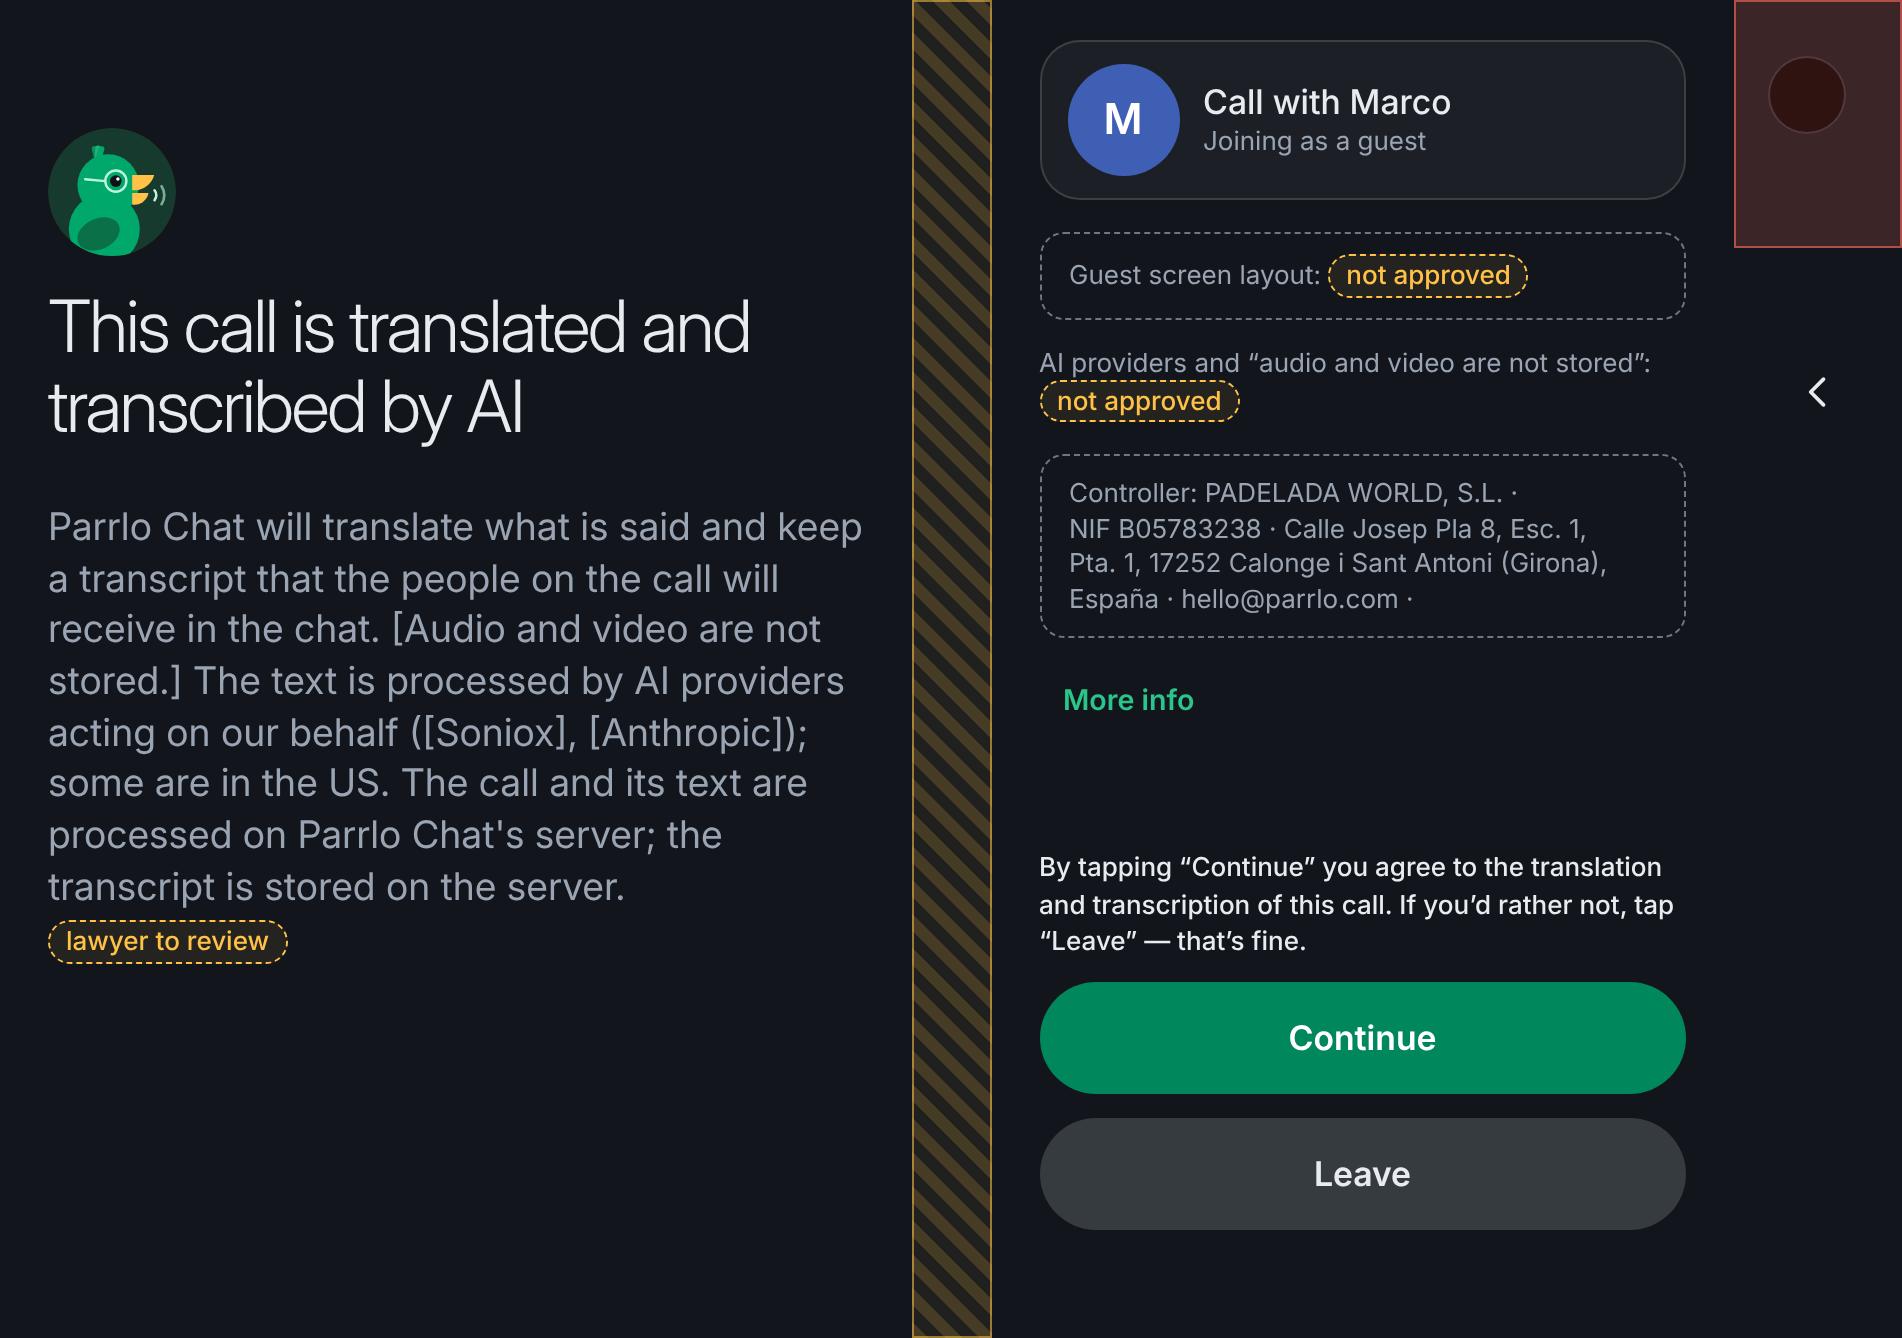 This call is translated and
transcribed by AI
Parrlo Chat will translate what is said and keep
a transcript that the people on the call will
receive in the chat. [Audio and video are not
stored.] The text is processed by AI providers
acting on our behalf ([Soniox], [Anthropic]);
some are in the US. The call and its text are
processed on Parrlo Chat's server; the
transcript is stored on the server.
lawyer to review
M
Call with Marco
Joining as a guest
Guest screen layout: not approved
AI providers and “audio and video are not stored”:
not approved
Controller: PADELADA WORLD, S.L. ·
NIF B05783238 · Calle Josep Pla 8, Esc. 1,
Pta. 1, 17252 Calonge i Sant Antoni (Girona),
España · hello@parrlo.com ·
More info
By tapping “Continue” you agree to the translation
and transcription of this call. If you’d rather not, tap
“Leave” — that’s fine.
Continue
Leave